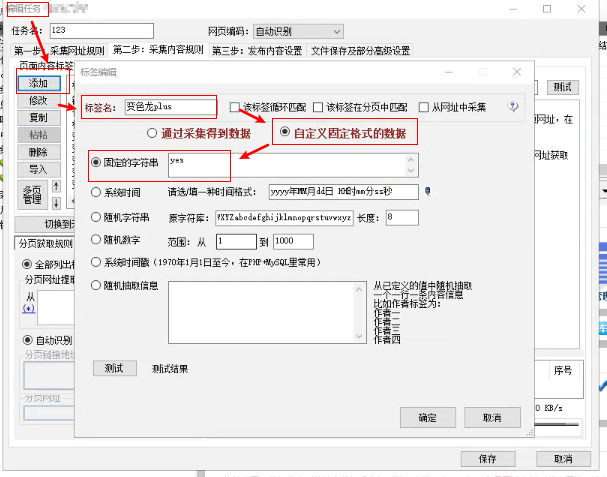 编辑任务
任务名: 123 网页编码: 自动识别
第一步: 采集网址规则 第二步: 采集内容规则 第三步: 发布内容设置 文件保存及部分高级设置
页面内容标签
添加
修改
复制
粘贴
删除
导入
多页管理
测试
网址, 在
网址获取
分页获取规则
全部列出
分页网址提取
从
(*)
自动识别
分页链接地址
分页网址
序号
0 KB/s
保存 取消
标签编辑
标签名: 变色龙plus 该标签循环匹配 该标签在分页中匹配 从网址中采集
通过采集得到数据 自定义固定格式的数据
固定的字符串 yes
系统时间 请选/填一种时间格式: yyyy年MM月dd日 HH时mm分ss秒
随机字符串 原字符库: XYZabcdefghijklmnopqrstuvwxyz 长度: 8
随机数字 范围: 从 1 到 1000
系统时间戳 (1970年1月1日至今, 在PHP+MySQL里常用)
随机抽取信息
从已定义的值中随机抽取
一个一行一条内容信息
比如作者标签为:
作者一
作者二
作者三
作者四
测试 测试结果
确定 取消